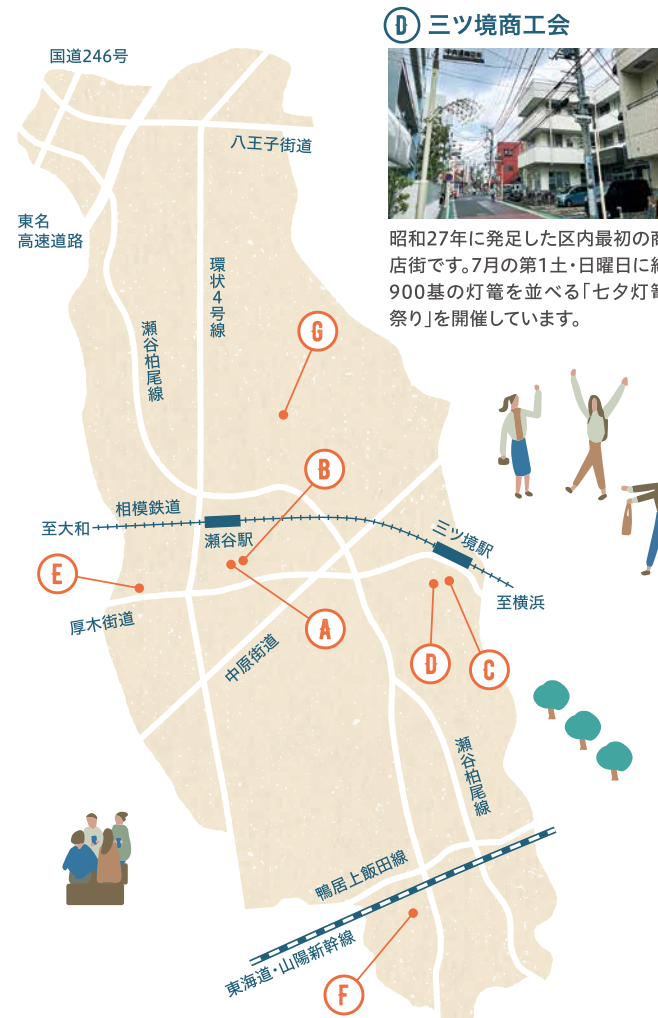 D 三ツ境商工会
昭和27年に発足した区内最初の商
店街です。7月の第1土・日曜日に
900基の灯篭を並べる「七夕灯篭
祭り」を開催しています。
国道246号
八王子街道
東名
高速道路
環状4号線
瀬谷柏尾線
G
B
相模鉄道
至大和
瀬谷駅
三ツ境駅
E
至横浜
厚木街道
A
中原街道
D
C
瀬谷柏尾線
鴨居上飯田線
東海道・山陽新幹線
F